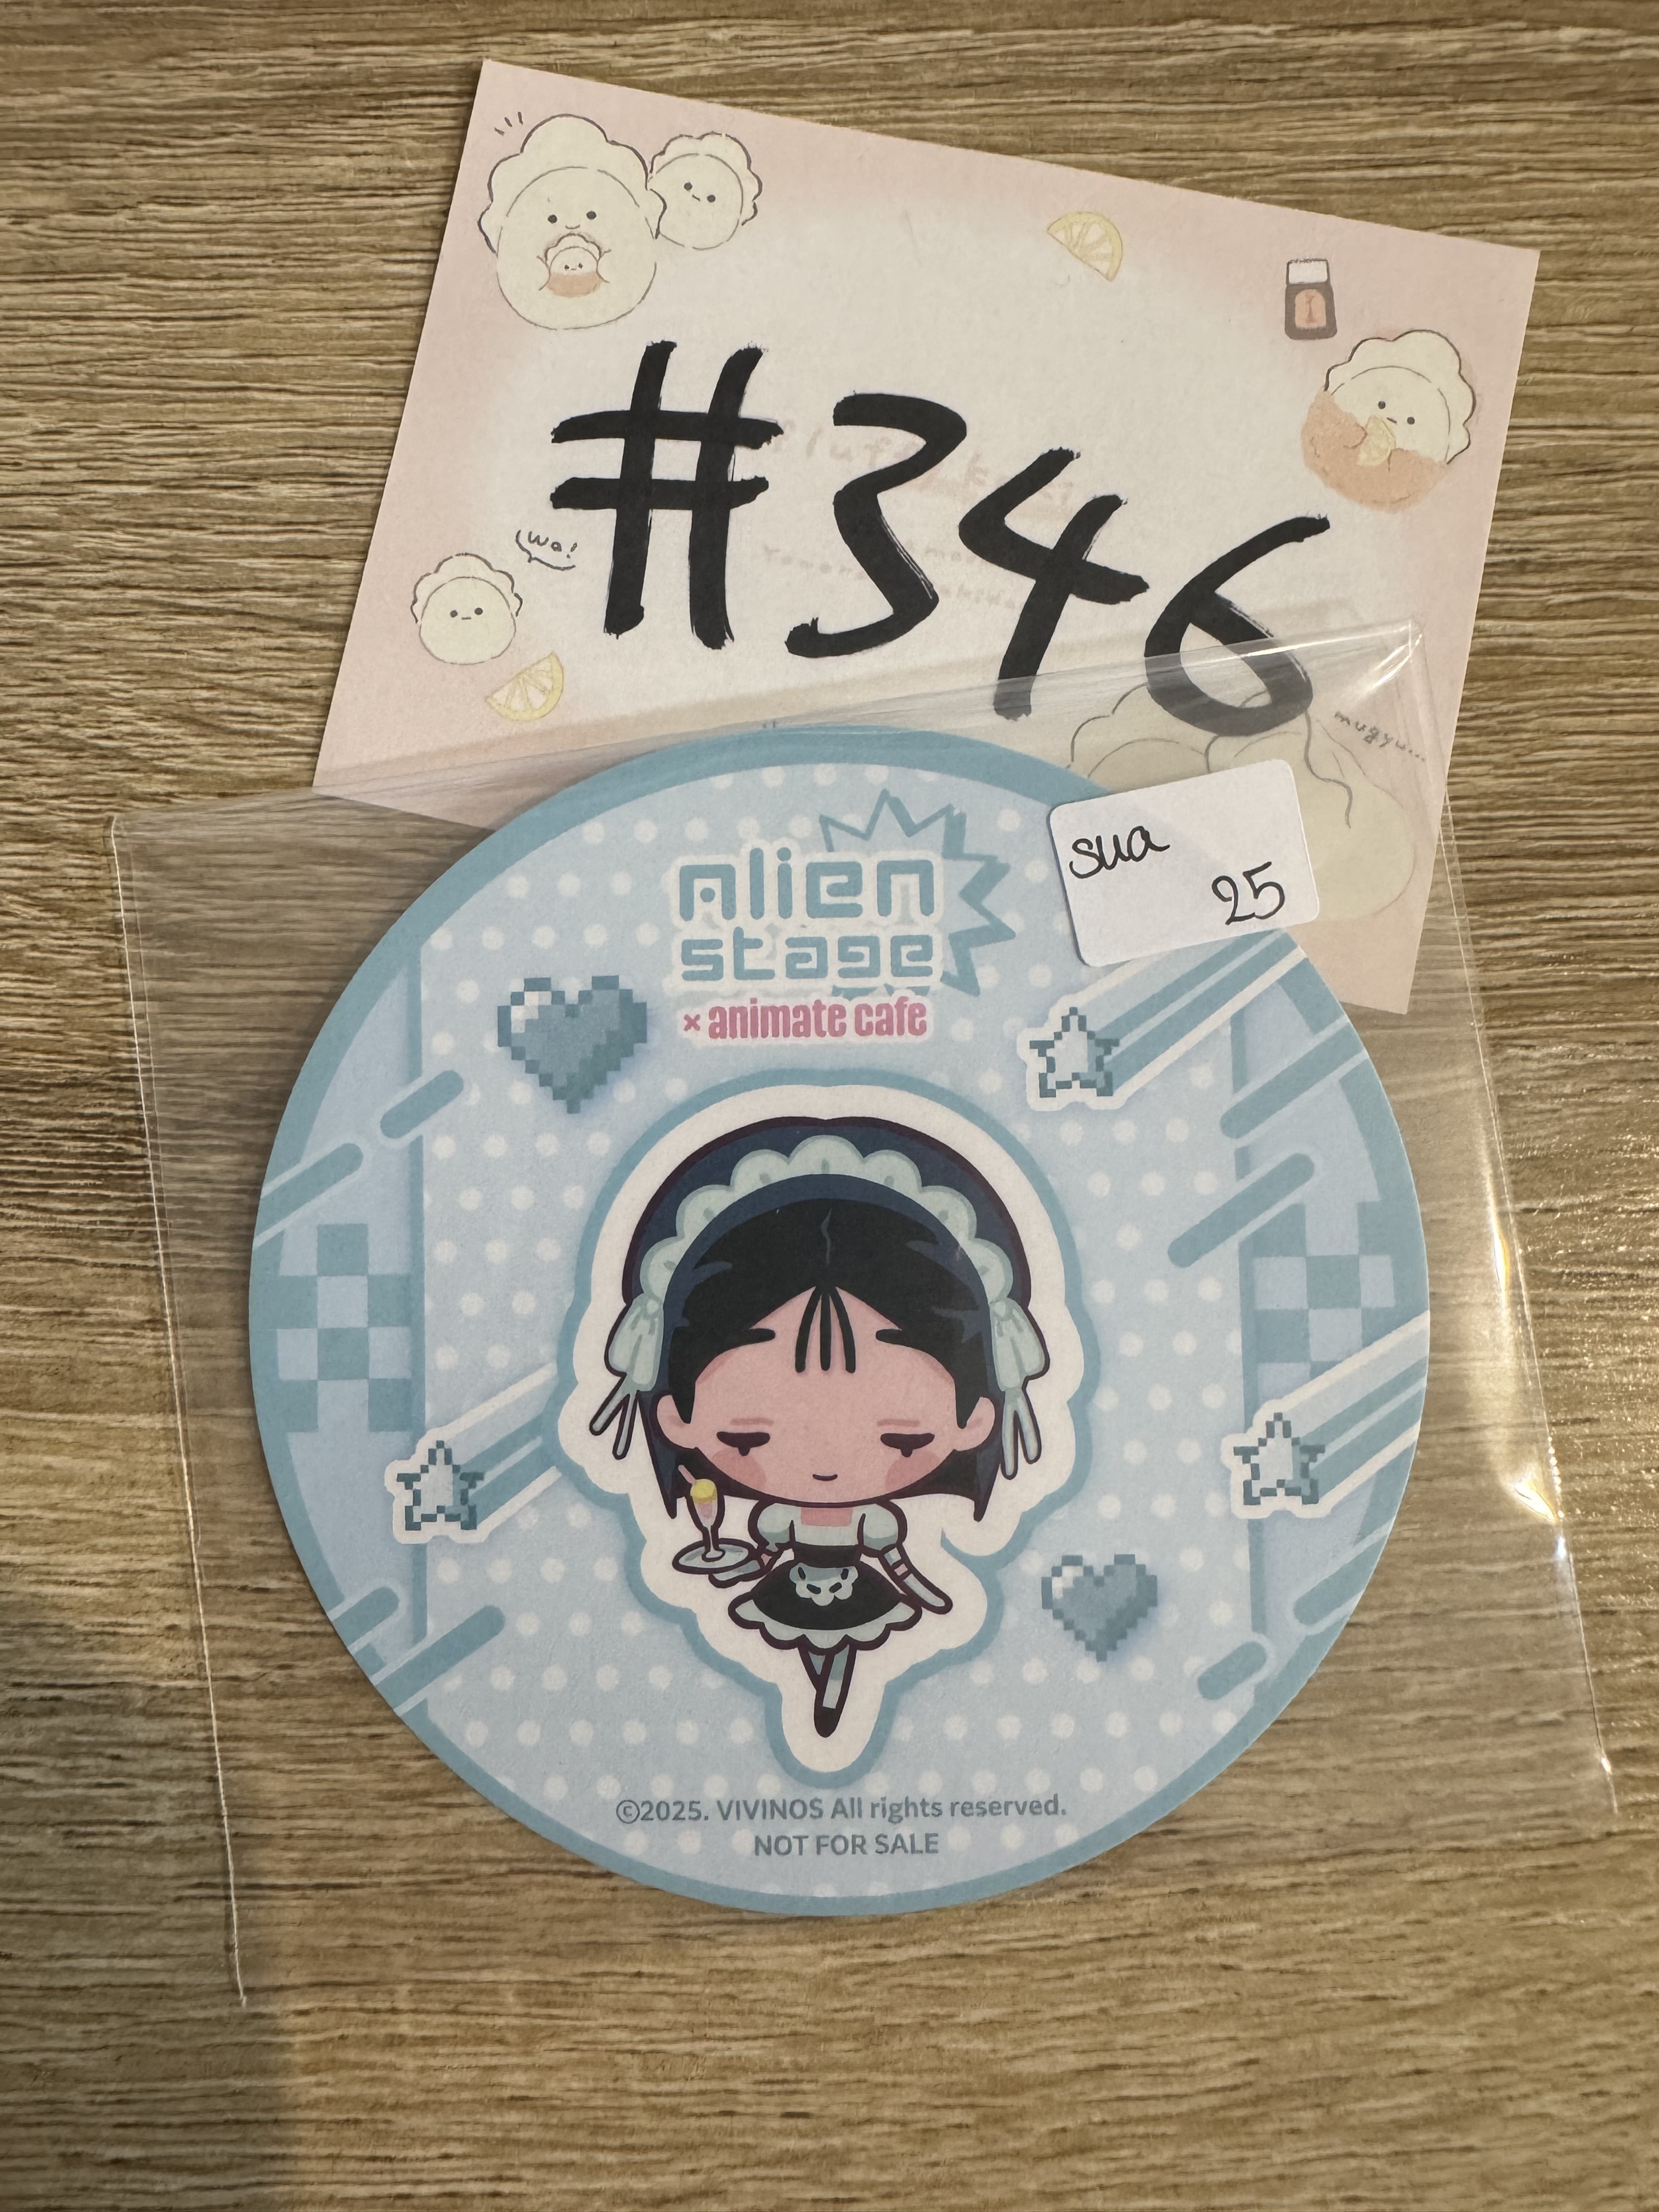 #346
wa!
mugyu...
sua
25
Alien
stage
× animate cafe
©2025. VIVINOS All rights reserved.
NOT FOR SALE